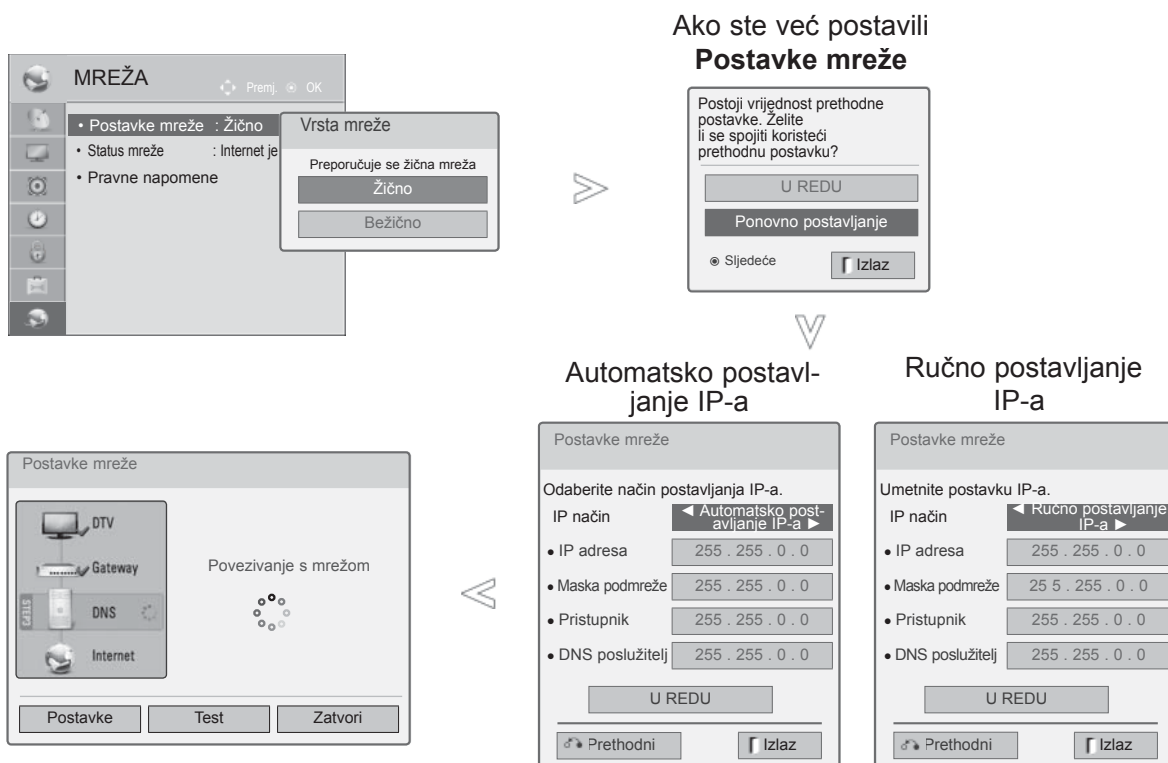 Ako ste već postavili
Postavke mreže
MREŽA
Premj. OK
• Postavke mreže : Žično
• Status mreže : Internet je
• Pravne napomene
Vrsta mreže
Preporučuje se žična mreža
Žično
Bežično
Postoji vrijednost prethodne
postavke. Želite
li se spojiti koristeći
prethodnu postavku?
U REDU
Ponovno postavljanje
Sljedeće
Izlaz
Automatsko postavl-
janje IP-a
Postavke mreže
Odaberite način postavljanja IP-a.
IP način ◄ Automatsko post-
avljanje IP-a ►
• IP adresa 255 . 255 . 0 . 0
• Maska podmreže 255 . 255 . 0 . 0
• Pristupnik 255 . 255 . 0 . 0
• DNS poslužitelj 255 . 255 . 0 . 0
U REDU
Prethodni Izlaz
Ručno postavljanje
IP-a
Postavke mreže
Umetnite postavku IP-a.
IP način ◄ Ručno postavljanje
IP-a ►
• IP adresa 255 . 255 . 0 . 0
• Maska podmreže 25 5 . 255 . 0 . 0
• Pristupnik 255 . 255 . 0 . 0
• DNS poslužitelj 255 . 255 . 0 . 0
U REDU
Prethodni Izlaz
Postavke mreže
DTV
Gateway
STEP3
DNS
Internet
Povezivanje s mrežom
Postavke Test Zatvori